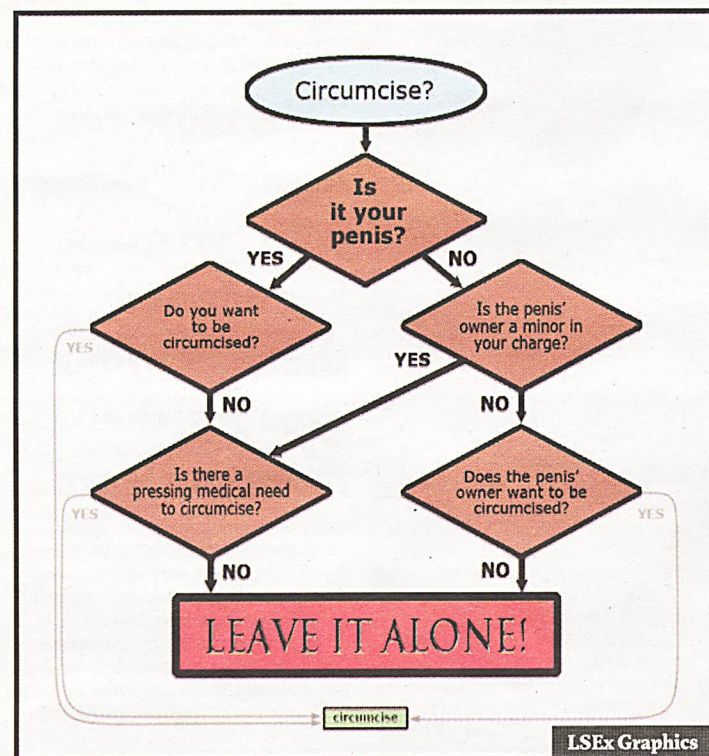 Circumcise?
Is
it your
penis?
YES
NO
Do you want
to be
circumcised?
Is the penis'
owner a minor in
your charge?
YES
YES
NO
NO
Is there a
pressing medical need
to circumcise?
Does the penis'
owner want to be
circumcised?
YES
YES
NO
NO
LEAVE IT ALONE!
circumcise
LSEx Graphics